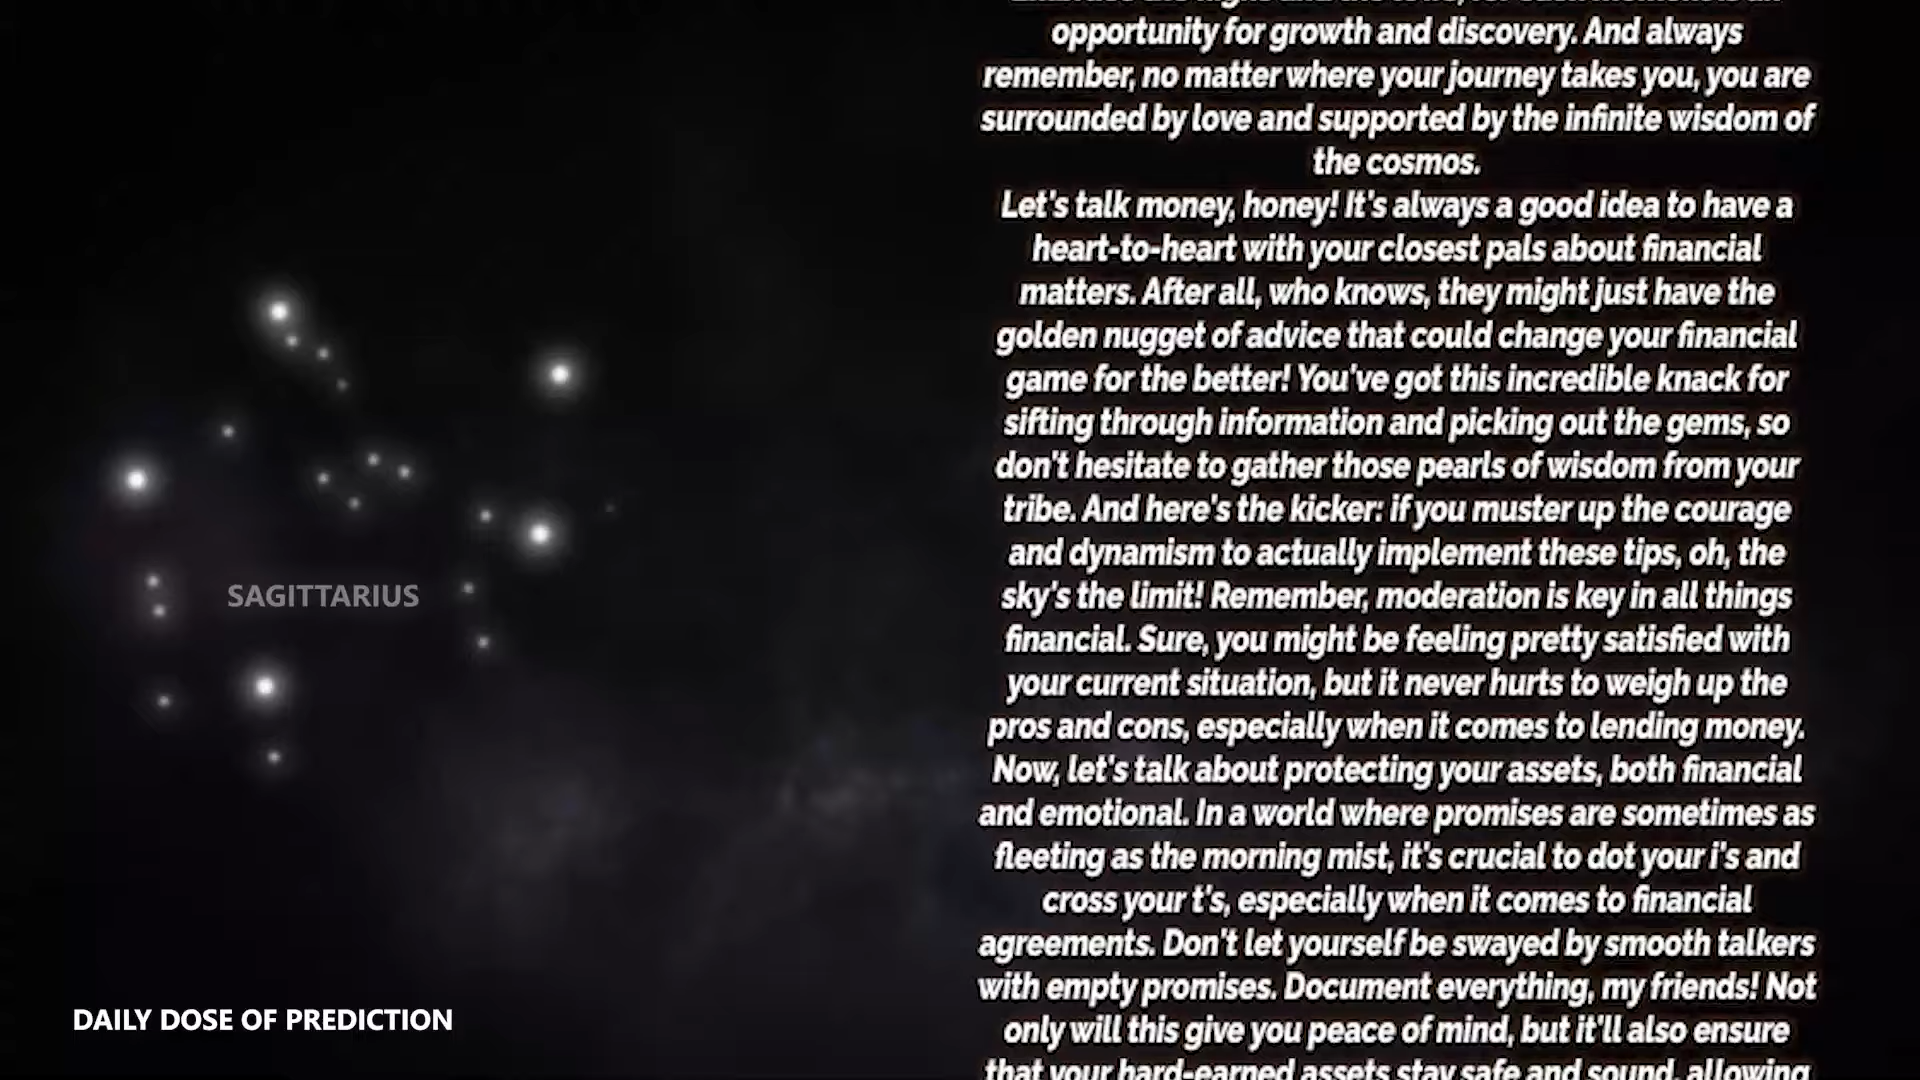 opportunity for growth and discovery. And always
remember, no matter where your journey takes you, you are
surrounded by love and supported by the infinite wisdom of
the cosmos.
Let's talk money, honey! It's always a good idea to have a
heart-to-heart with your closest pals about financial
matters. After all, who knows, they might just have the
golden nugget of advice that could change your financial
game for the better! You've got this incredible knack for
sifting through information and picking out the gems, so
don't hesitate to gather those pearls of wisdom from your
tribe. And here's the kicker: if you muster up the courage
and dynamism to actually implement these tips, oh, the
sky's the limit! Remember, moderation is key in all things
financial. Sure, you might be feeling pretty satisfied with
your current situation, but it never hurts to weigh up the
pros and cons, especially when it comes to lending money.
Now, let's talk about protecting your assets, both financial
and emotional. In a world where promises are sometimes as
fleeting as the morning mist, it's crucial to dot your i's and
cross your t's, especially when it comes to financial
agreements. Don't let yourself be swayed by smooth talkers
with empty promises. Document everything, my friends! Not
only will this give you peace of mind, but it'll also ensure
that your hard-earned assets stay safe and sound, allowing
SAGITTARIUS
DAILY DOSE OF PREDICTION